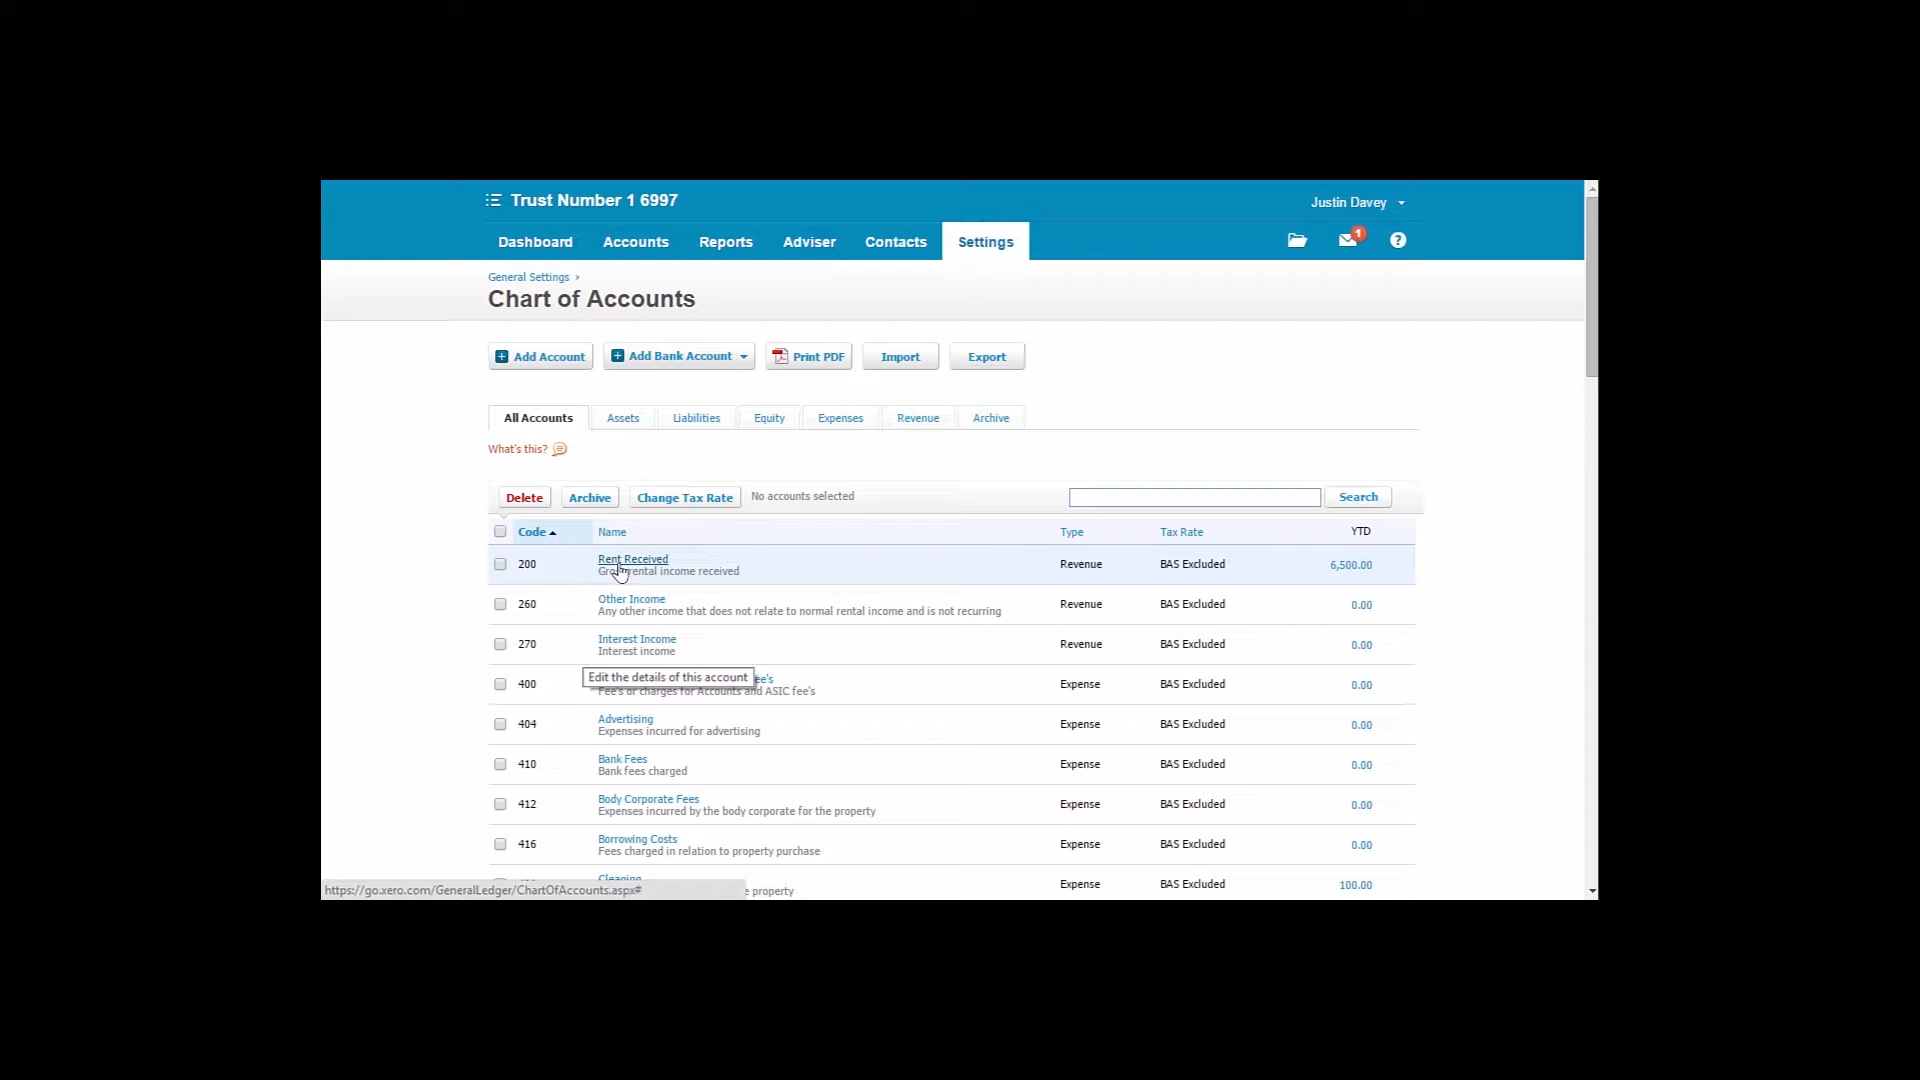 Trust Number 1 6997
Justin Davey
Dashboard Accounts Reports Adviser Contacts Settings
1 ?
General Settings ›
Chart of Accounts
Add Account Add Bank Account Print PDF Import Export
All Accounts Assets Liabilities Equity Expenses Revenue Archive
What's this?
Delete Archive Change Tax Rate No accounts selected Search
Code Name Type Tax Rate YTD
200 Rent Received Revenue BAS Excluded 6,500.00
rental income received
260 Other Income Revenue BAS Excluded 0.00
Any other income that does not relate to normal rental income and is not recurring
270 Interest Income Revenue BAS Excluded 0.00
Interest income
Edit the details of this account
400 Expense BAS Excluded 0.00
Fee's or charges for Accounts and ASIC fee's
404 Advertising Expense BAS Excluded 0.00
Expenses incurred for advertising
410 Bank Fees Expense BAS Excluded 0.00
Bank fees charged
412 Body Corporate Fees Expense BAS Excluded 0.00
Expenses incurred by the body corporate for the property
416 Borrowing Costs Expense BAS Excluded 0.00
Fees charged in relation to property purchase
Cleaning Expense BAS Excluded 100.00
property
https://go.xero.com/GeneralLedger/ChartOfAccounts.aspx#